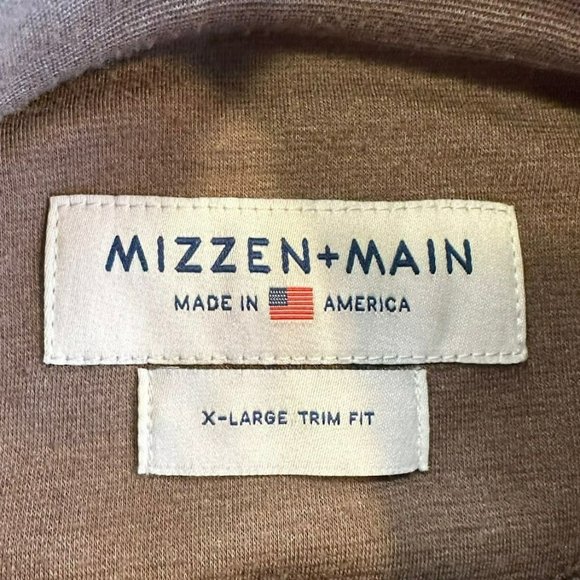 MIZZEN+MAIN
MADE IN AMERICA
X-LARGE TRIM FIT